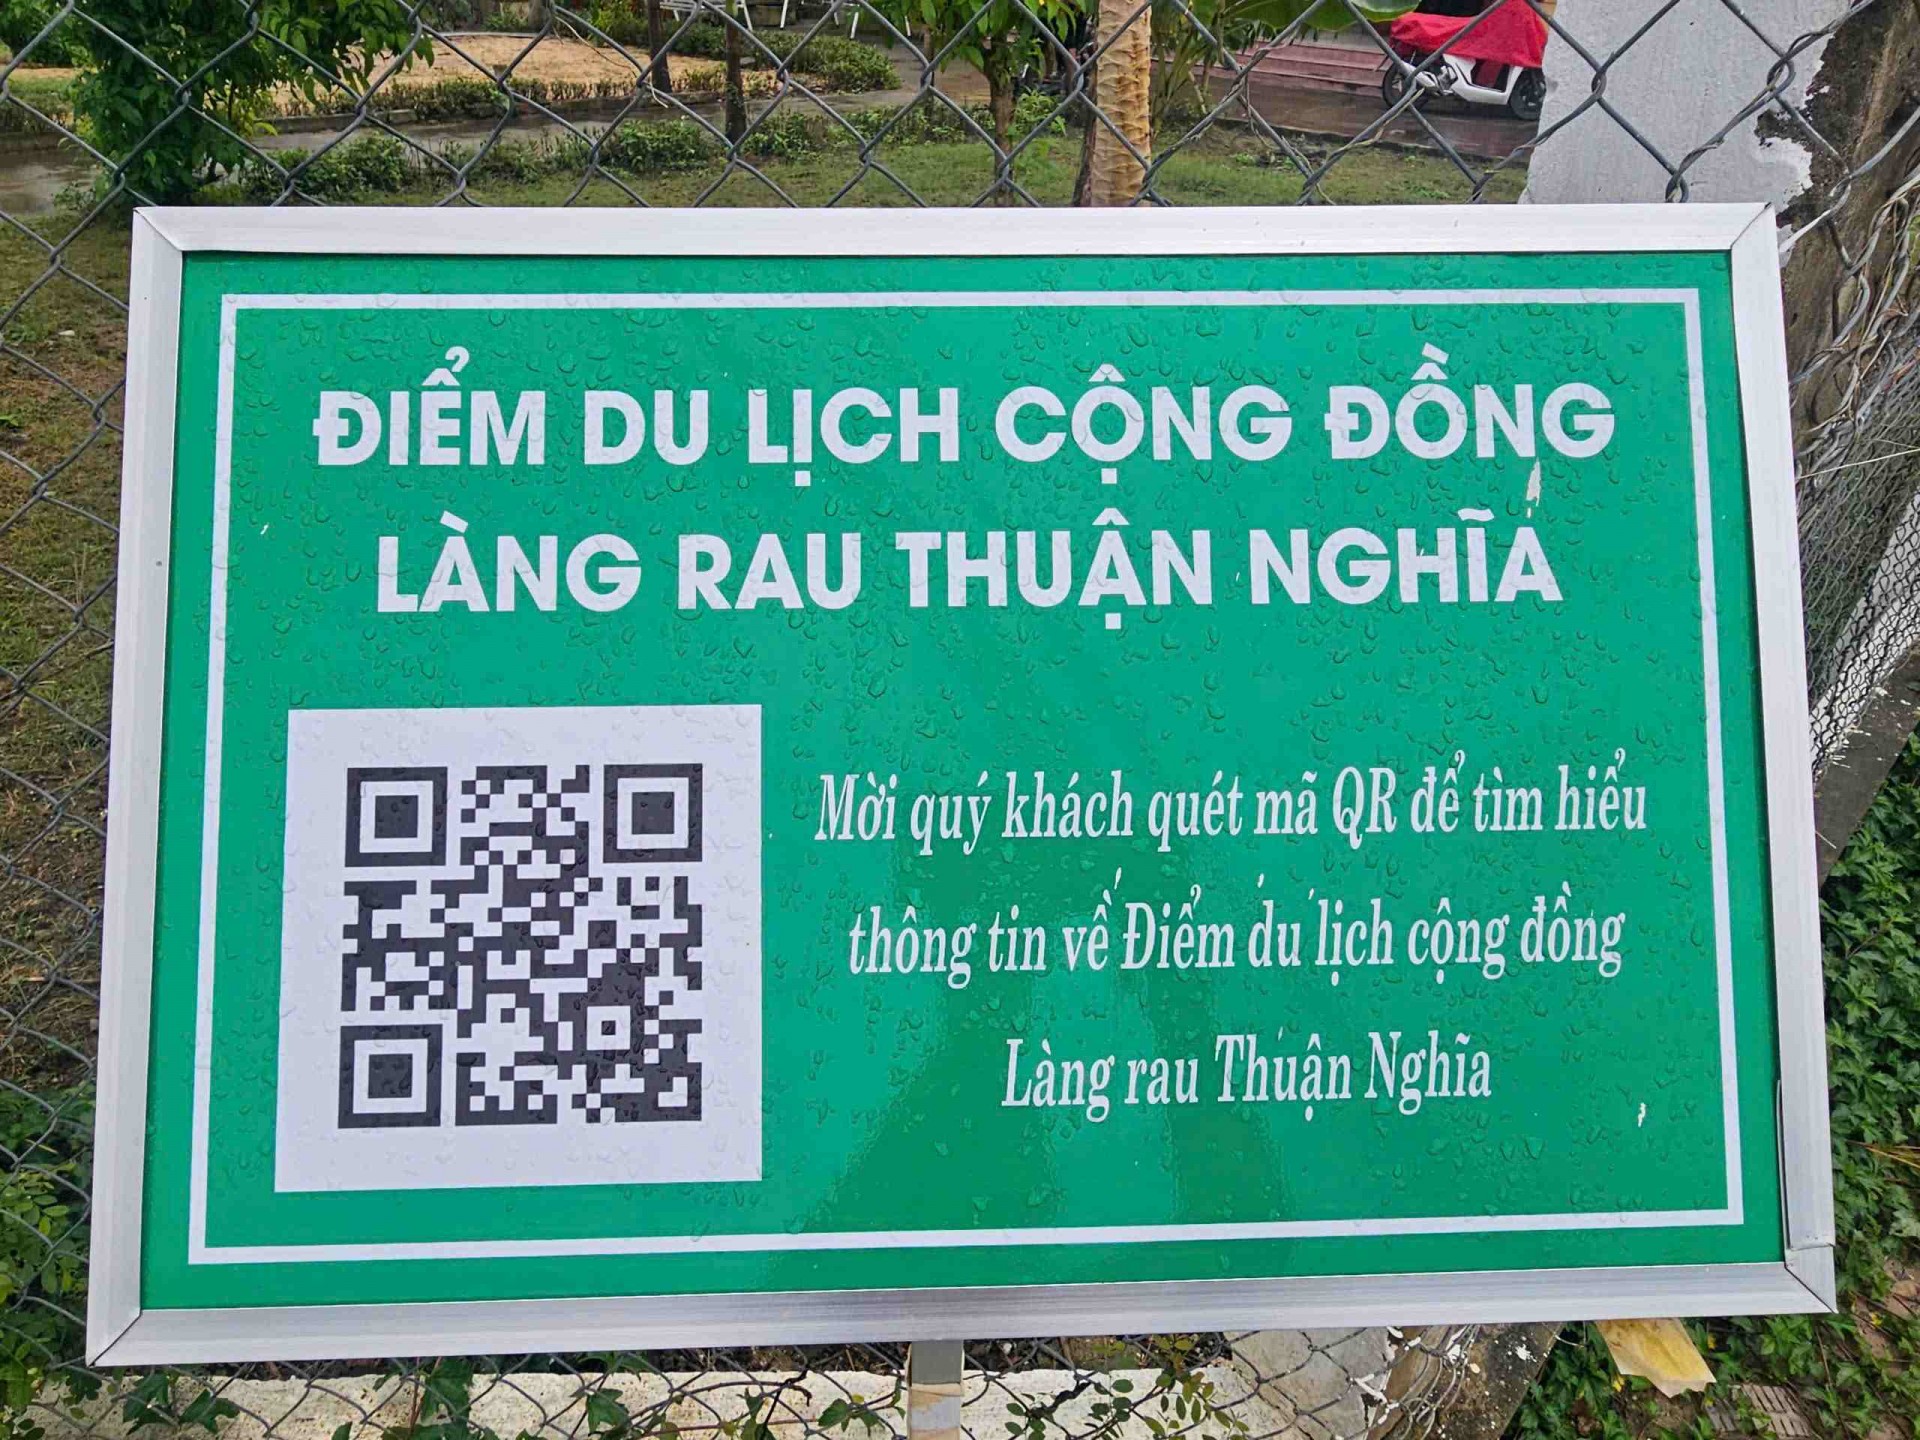 ĐIỂM DU LỊCH CỘNG ĐỒNG
LÀNG RAU THUẬN NGHĨA
Mời quý khách quét mã QR để tìm hiểu
thông tin về Điểm du lịch cộng đồng
Làng rau Thuận Nghĩa